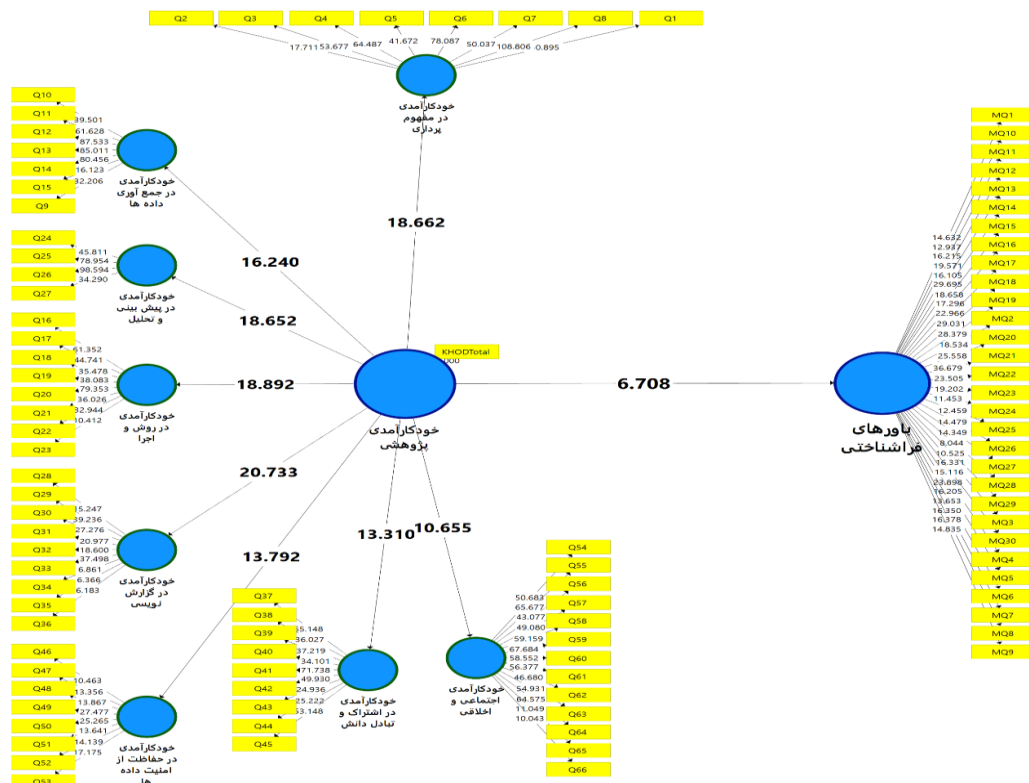 Q2
Q3
Q4
Q5
Q6
Q7
Q8
Q1
17.711
53.677
64.487
41.672
78.087
50.037
108.806
0.895
خودکارآمدی
در مفهوم
پردازی
Q10
Q11
Q12
Q13
Q14
Q15
Q9
39.501
61.628
87.533
85.011
80.456
16.123
32.206
خودکارآمدی
در جمع آوری
داده ها
Q24
Q25
Q26
Q27
45.811
78.954
98.594
34.290
خودکارآمدی
در پیش بینی
و تحلیل
Q16
Q17
Q18
Q19
Q20
Q21
Q22
Q23
61.352
44.741
35.478
38.083
79.353
36.026
32.944
10.412
خودکارآمدی
در روش و
اجرا
Q28
Q29
Q30
Q31
Q32
Q33
Q34
Q35
Q36
15.247
39.236
27.276
20.977
18.600
37.498
6.861
6.366
6.183
خودکارآمدی
در گزارش
نویسی
Q46
Q47
Q48
Q49
Q50
Q51
Q52
Q53
10.463
13.356
13.867
27.477
25.265
13.641
14.139
17.175
خودکارآمدی
در حفاظت از
امنیت داده
ها
Q37
Q38
Q39
Q40
Q41
Q42
Q43
Q44
Q45
36.027
37.219
34.101
71.738
49.930
24.936
25.222
53.148
خودکارآمدی
در اشتراک و
تبادل دانش
Q54
Q55
Q56
Q57
Q58
Q59
Q60
Q61
Q62
Q63
Q64
Q65
Q66
50.683
65.677
43.077
49.080
59.159
67.684
58.552
56.377
46.680
54.931
84.575
11.049
10.043
خودکارآمدی
اجتماعی و
اخلاقی
18.662
16.240
18.652
18.892
20.733
13.792
13.310
10.655
6.708
KHODTotal
خودکارآمدی
پژوهشی
باورهای
فراشناختی
14.632
12.937
16.215
19.571
16.105
29.695
18.658
17.296
22.966
29.031
28.379
18.534
25.558
36.679
23.505
19.202
11.453
12.459
14.479
14.349
8.044
10.525
16.331
15.116
23.898
16.205
13.653
16.350
16.378
14.835
MQ1
MQ10
MQ11
MQ12
MQ13
MQ14
MQ15
MQ16
MQ17
MQ18
MQ19
MQ2
MQ20
MQ21
MQ22
MQ23
MQ24
MQ25
MQ26
MQ27
MQ28
MQ29
MQ3
MQ30
MQ4
MQ5
MQ6
MQ7
MQ8
MQ9